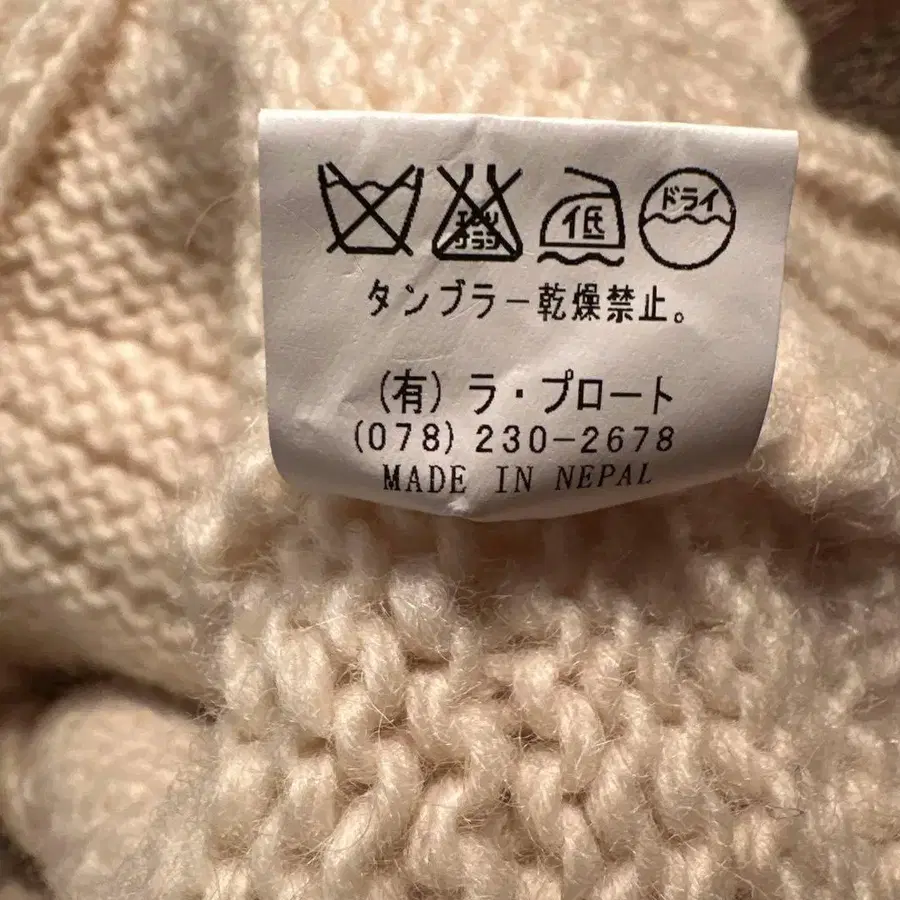 エンソ 低 ドライ
サラシ
タンブラー乾燥禁止。
(有) ラ・プロート
(078) 230-2678
MADE IN NEPAL